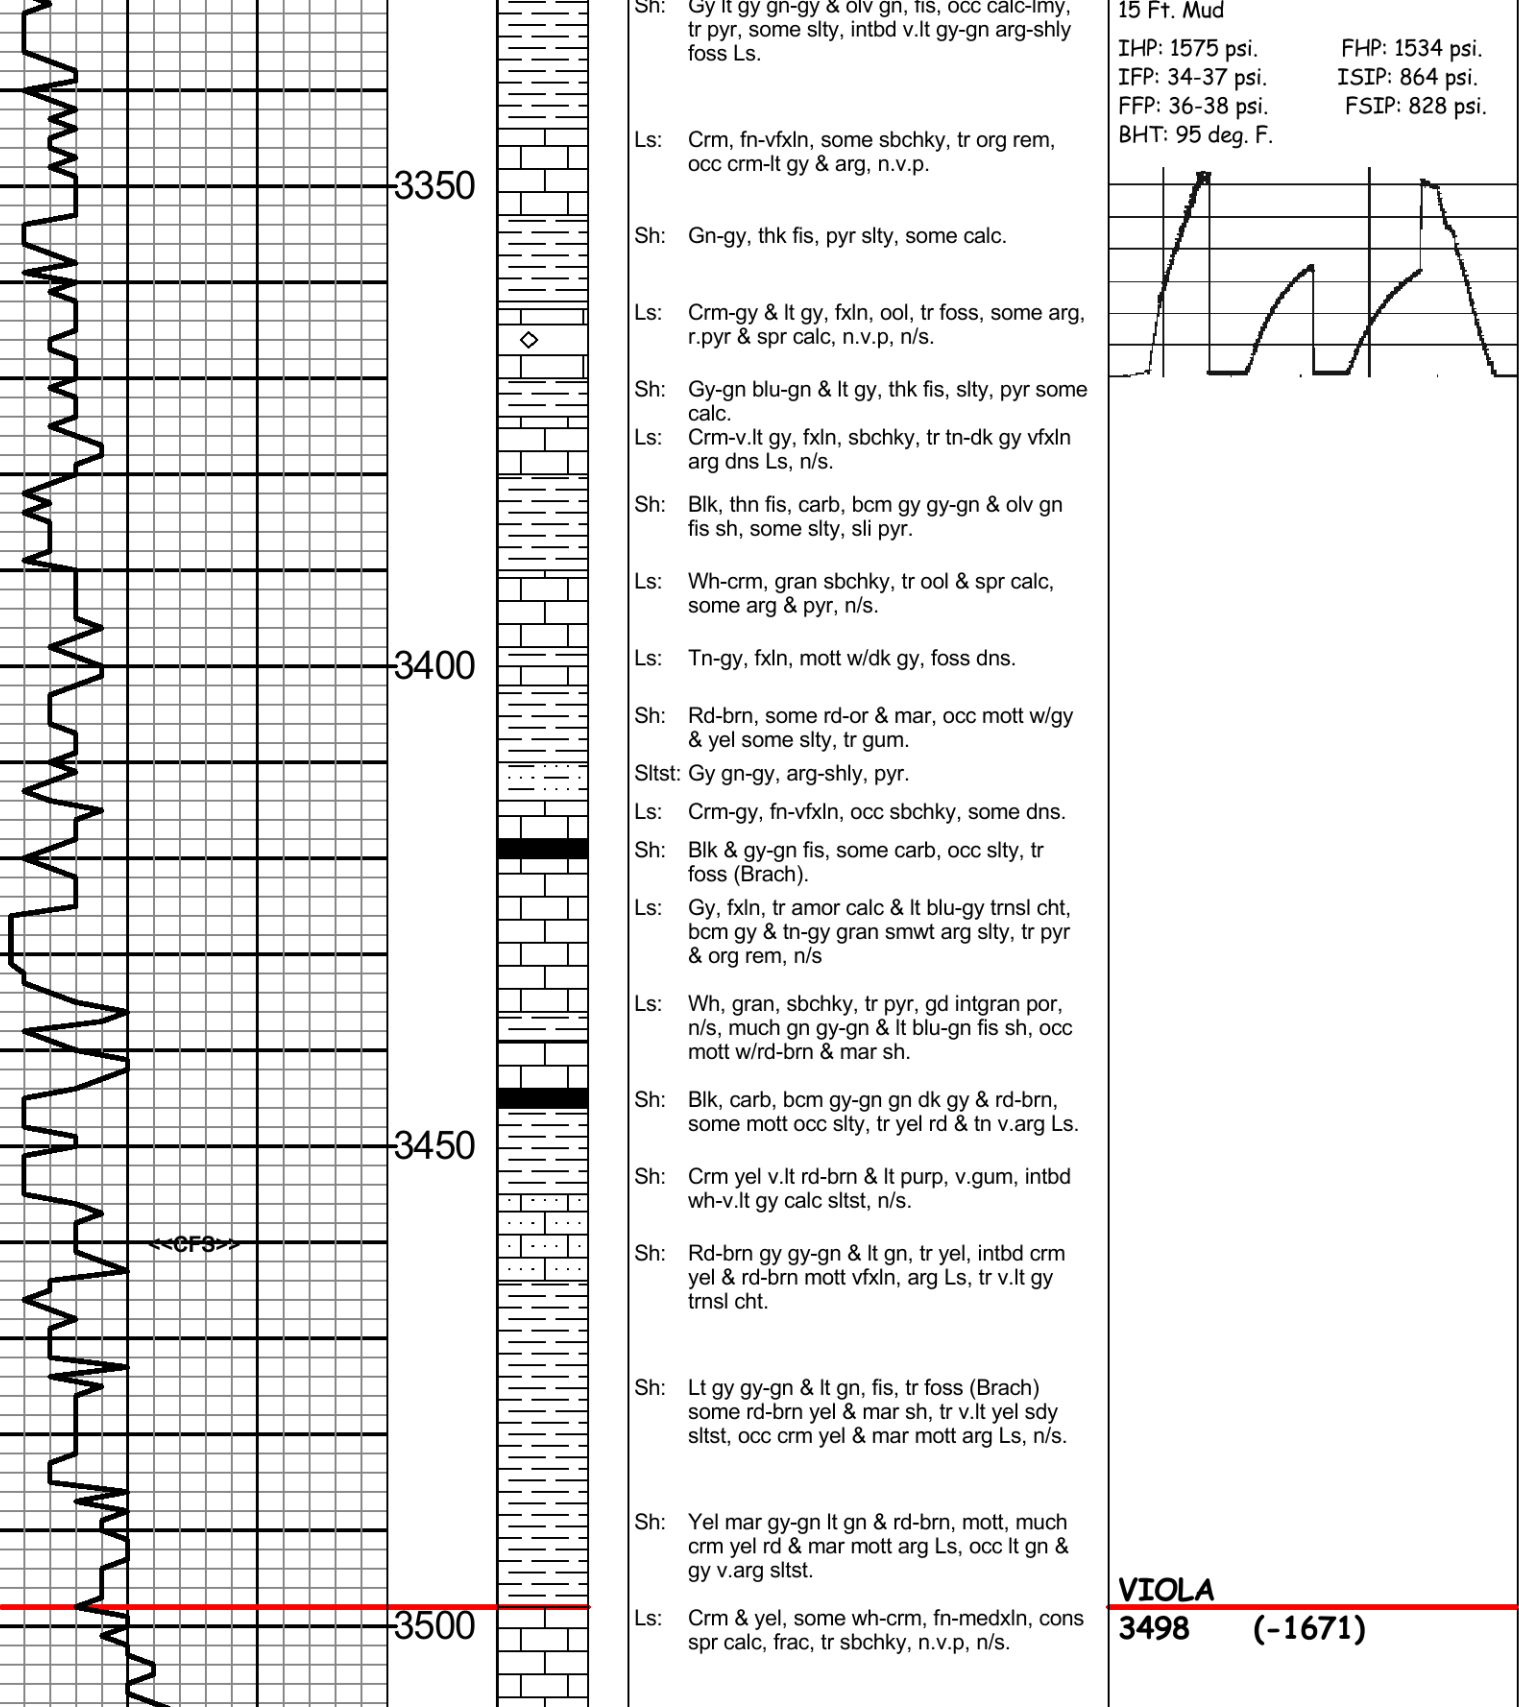 Sh: Gy lt gy gn-gy & olv gn, fis, occ calc-lmy,
tr pyr, some slty, intbd v.lt gy-gn arg-shly
foss Ls.
15 Ft. Mud
IHP: 1575 psi. FHP: 1534 psi.
IFP: 34-37 psi. ISIP: 864 psi.
FFP: 36-38 psi. FSIP: 828 psi.
BHT: 95 deg. F.
Ls: Crm, fn-vfxln, some sbchky, tr org rem,
occ crm-lt gy & arg, n.v.p.
3350
Sh: Gn-gy, thk fis, pyr slty, some calc.
Ls: Crm-gy & lt gy, fxln, ool, tr foss, some arg,
r.pyr & spr calc, n.v.p, n/s.
Sh: Gy-gn blu-gn & lt gy, thk fis, slty, pyr some
calc.
Ls: Crm-v.lt gy, fxln, sbchky, tr tn-dk gy vfxln
arg dns Ls, n/s.
Sh: Blk, thn fis, carb, bcm gy gy-gn & olv gn
fis sh, some slty, sli pyr.
Ls: Wh-crm, gran sbchky, tr ool & spr calc,
some arg & pyr, n/s.
3400
Ls: Tn-gy, fxln, mott w/dk gy, foss dns.
Sh: Rd-brn, some rd-or & mar, occ mott w/gy
& yel some slty, tr gum.
Sltst: Gy gn-gy, arg-shly, pyr.
Ls: Crm-gy, fn-vfxln, occ sbchky, some dns.
Sh: Blk & gy-gn fis, some carb, occ slty, tr
foss (Brach).
Ls: Gy, fxln, tr amor calc & lt blu-gy trnsl cht,
bcm gy & tn-gy gran smwt arg slty, tr pyr
& org rem, n/s
Ls: Wh, gran, sbchky, tr pyr, gd intgran por,
n/s, much gn gy-gn & lt blu-gn fis sh, occ
mott w/rd-brn & mar sh.
Sh: Blk, carb, bcm gy-gn gn dk gy & rd-brn,
some mott occ slty, tr yel rd & tn v.arg Ls.
3450
Sh: Crm yel v.lt rd-brn & lt purp, v.gum, intbd
wh-v.lt gy calc sltst, n/s.
<<CFS>>
Sh: Rd-brn gy gy-gn & lt gn, tr yel, intbd crm
yel & rd-brn mott vfxln, arg Ls, tr v.lt gy
trnsl cht.
Sh: Lt gy gy-gn & lt gn, fis, tr foss (Brach)
some rd-brn yel & mar sh, tr v.lt yel sdy
sltst, occ crm yel & mar mott arg Ls, n/s.
Sh: Yel mar gy-gn lt gn & rd-brn, mott, much
crm yel rd & mar mott arg Ls, occ lt gn &
gy v.arg sltst.
VIOLA
3498 (-1671)
3500
Ls: Crm & yel, some wh-crm, fn-medxln, cons
spr calc, frac, tr sbchky, n.v.p, n/s.